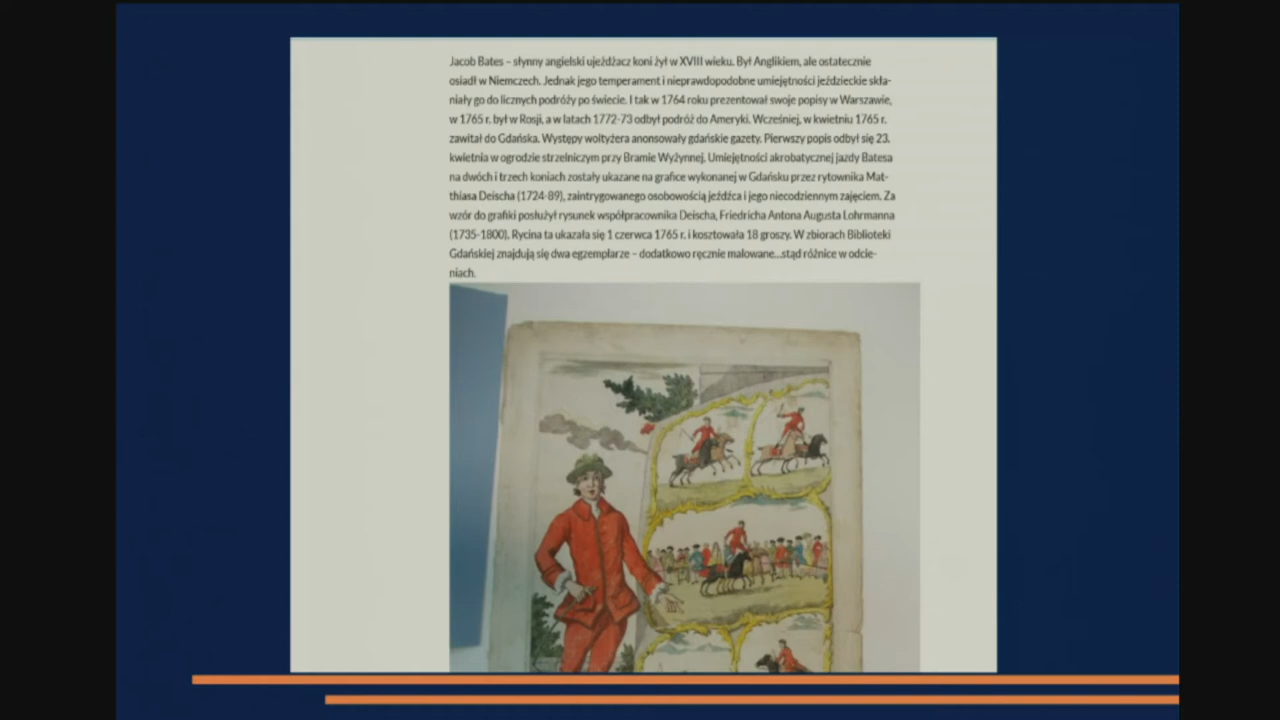 Jacob Bates – słynny angielski ujeżdżacz koni żył w XVIII wieku. Był Anglikiem, ale ostatecznie
osiadł w Niemczech. Jednak jego temperament i nieprawdopodobne umiejętności jeździeckie skła-
niały go do licznych podróży po świecie. I tak w 1764 roku prezentował swoje popisy w Warszawie,
w 1765 r. był w Rosji, a w latach 1772-73 odbył podróż do Ameryki. Wcześniej, w kwietniu 1765 r.
zawitał do Gdańska. Występy woltyżera anonsowały gdańskie gazety. Pierwszy popis odbył się 23.
kwietnia w ogrodzie strzelniczym przy Bramie Wyżynnej. Umiejętności akrobatycznej jazdy Batesa
na dwóch i trzech koniach zostały ukazane na grafice wykonanej w Gdańsku przez rytownika Mat-
thiasa Deischa (1724-89), zaintrygowanego osobowością jeźdźca i jego niecodziennym zajęciem. Za
wzór do grafiki posłużył rysunek współpracownika Deischa, Friedricha Antona Augusta Lohrmanna
(1735-1800). Rycina ta ukazała się 1 czerwca 1765 r. i kosztowała 18 groszy. W zbiorach Biblioteki
Gdańskiej znajdują się dwa egzemplarze – dodatkowo ręcznie malowane...stąd różnice w odcie-
niach.